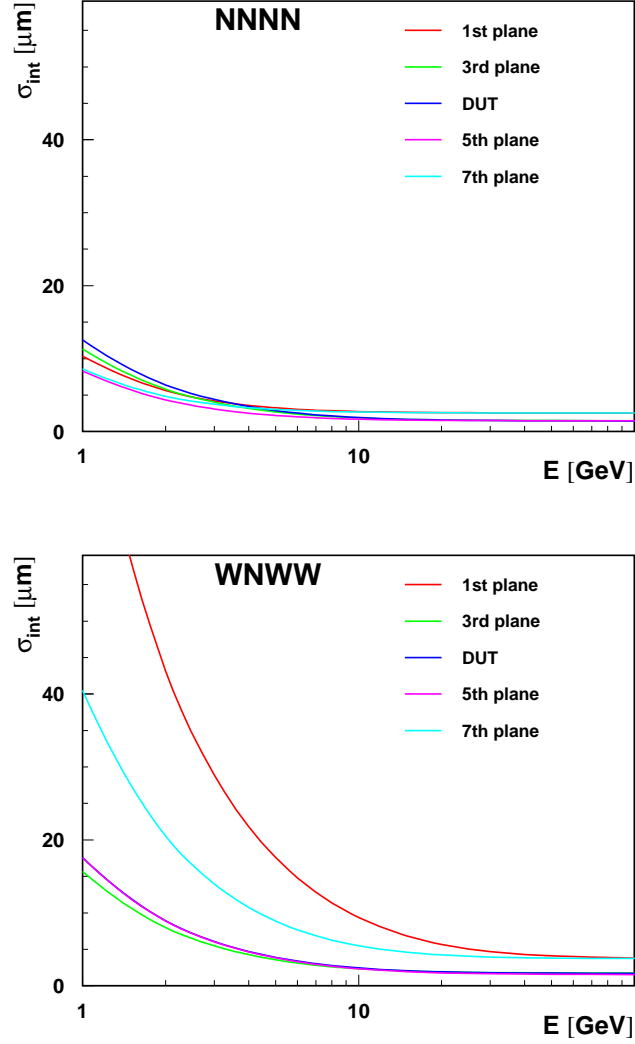 NNNN
σint [μm]
1st plane
3rd plane
DUT
5th plane
7th plane
40
20
0
1
10
E [GeV]
WNWW
σint [μm]
1st plane
3rd plane
DUT
5th plane
7th plane
40
20
0
1
10
E [GeV]